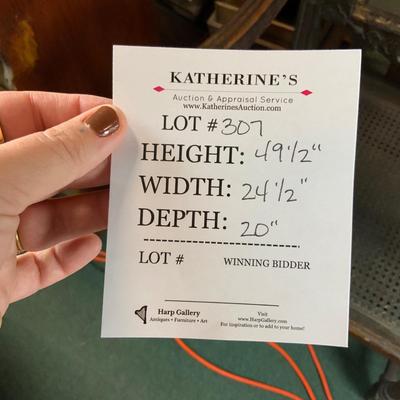 KATHERINE'S
Auction & Appraisal Service
www.KatherinesAuction.com
LOT # 307
HEIGHT: 49 1/2"
WIDTH: 24 1/2"
DEPTH: 20"
LOT # WINNING BIDDER
Harp Gallery
Antiques • Furniture • Art
Visit
www.HarpGallery.com
For inspiration or to add to your home!